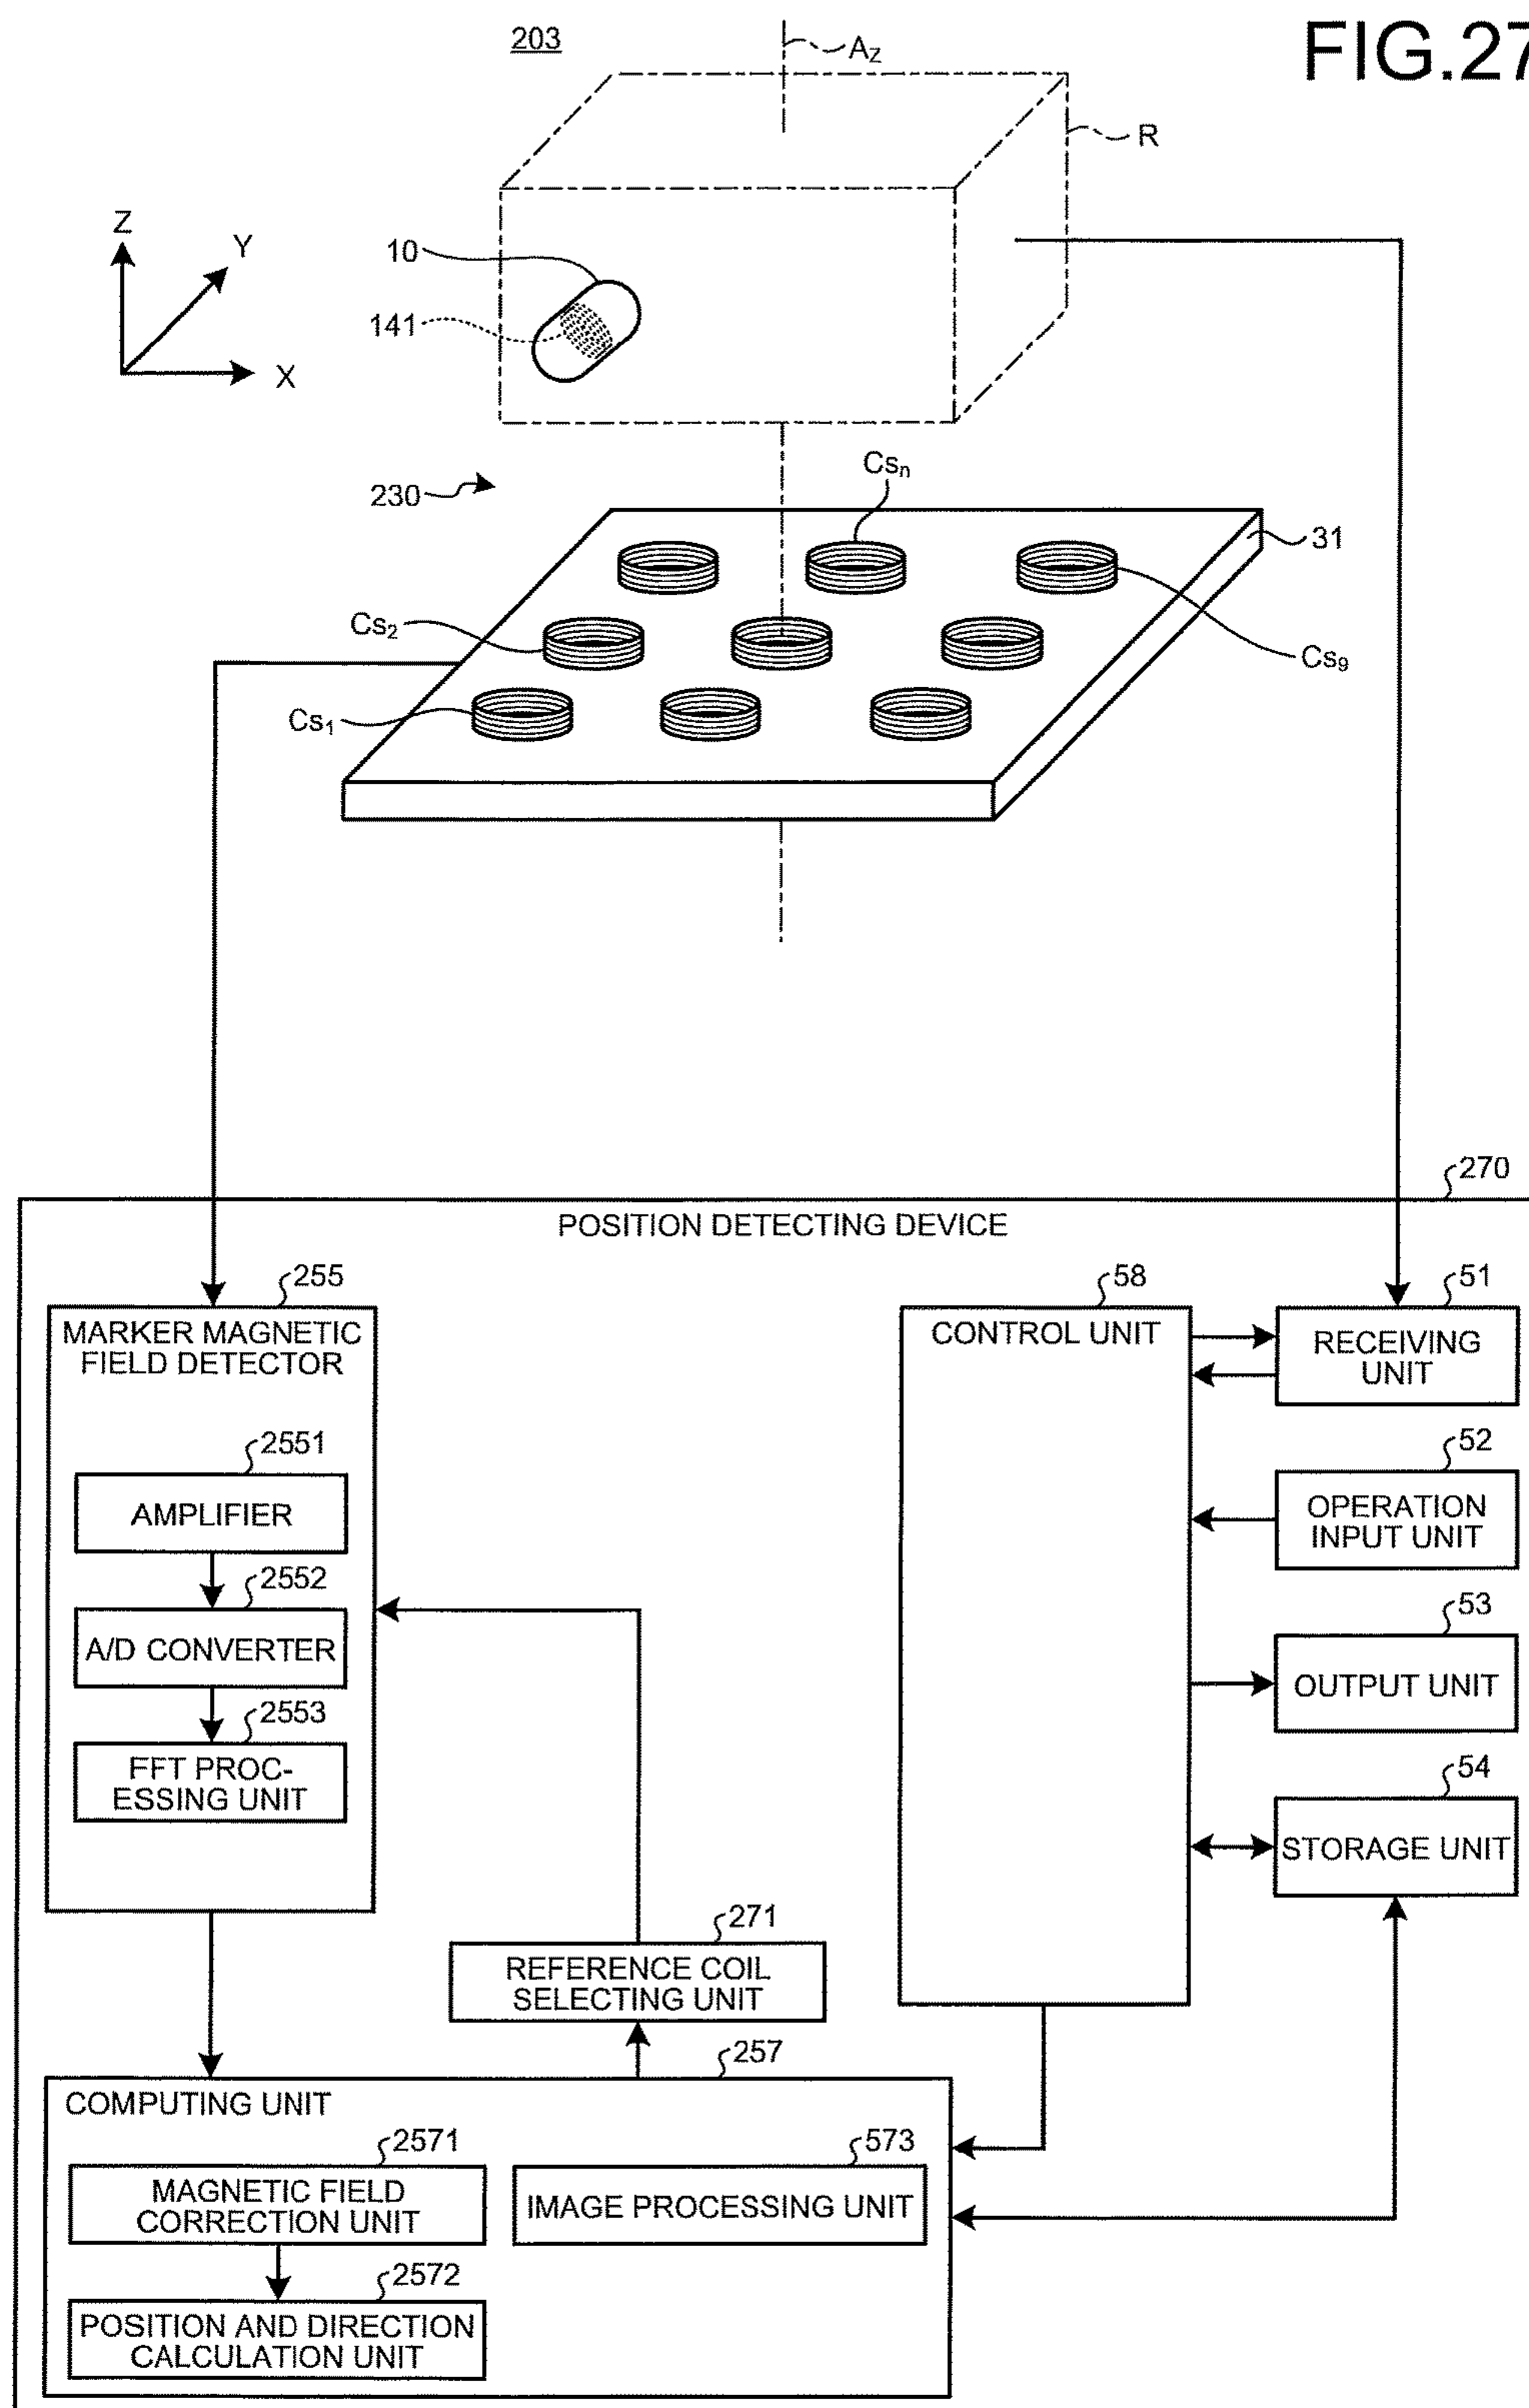 FIG.27
203
Az
R
Z
Y
X
10
141
230
Csn
31
Cs2
Cs9
Cs1
270
POSITION DETECTING DEVICE
255
MARKER MAGNETIC
FIELD DETECTOR
2551
AMPLIFIER
2552
A/D CONVERTER
2553
FFT PROC-
ESSING UNIT
58
CONTROL UNIT
51
RECEIVING
UNIT
52
OPERATION
INPUT UNIT
53
OUTPUT UNIT
54
STORAGE UNIT
271
REFERENCE COIL
SELECTING UNIT
257
COMPUTING UNIT
2571
MAGNETIC FIELD
CORRECTION UNIT
573
IMAGE PROCESSING UNIT
2572
POSITION AND DIRECTION
CALCULATION UNIT